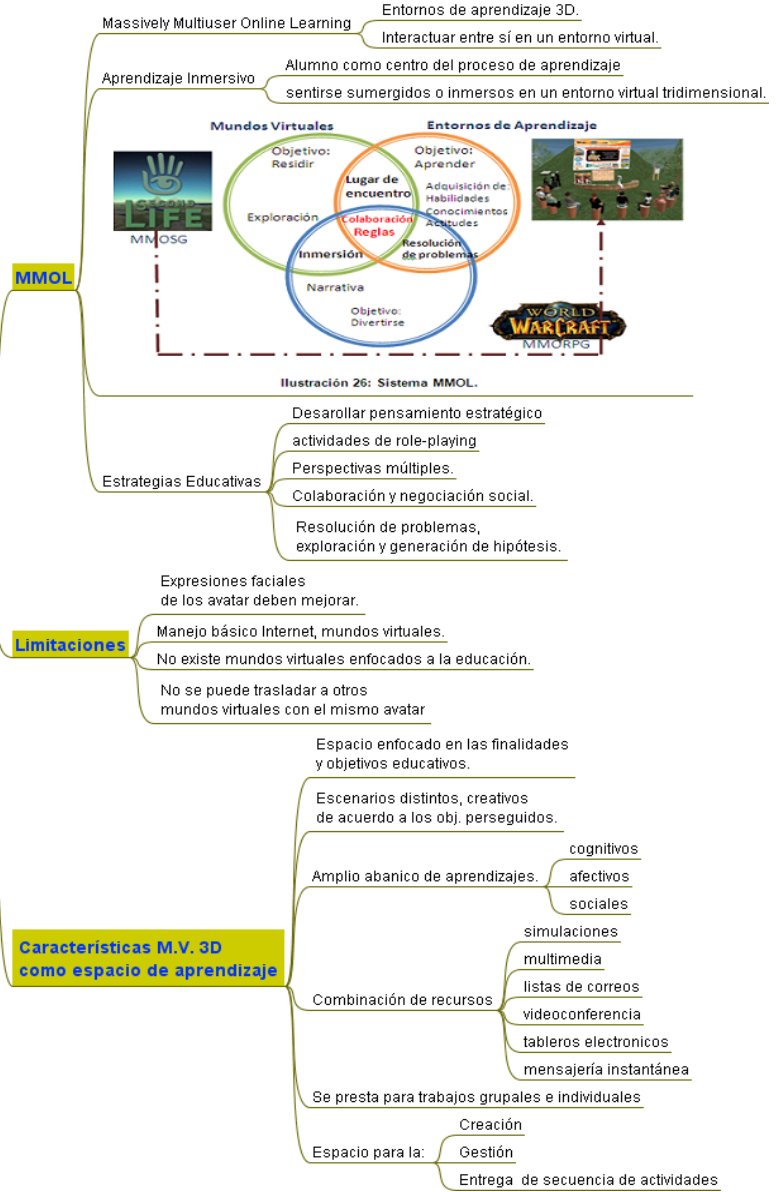 Massively Multiuser Online Learning
Entornos de aprendizaje 3D.
Interactuar entre sí en un entorno virtual.
Aprendizaje Inmersivo
Alumno como centro del proceso de aprendizaje
sentirse sumergidos o inmersos en un entorno virtual tridimensional.
MMOL
Mundos Virtuales
Entornos de Aprendizaje
Objetivo:
Residir
Objetivo:
Aprender
Lugar de
encuentro
Adquisición de:
Habilidades
Conocimientos
Actitudes
Exploración
Colaboración
Reglas
Resolución
de problemas
Inmersión
Narrativa
Objetivo:
Divertirse
SECOND
LIFE
MMOSG
WORLD
WARCRAFT
MMORPG
Ilustración 26: Sistema MMOL.
Estrategias Educativas
Desarollar pensamiento estratégico
actividades de role-playing
Perspectivas múltiples.
Colaboración y negociación social.
Resolución de problemas,
exploración y generación de hipótesis.
Limitaciones
Expresiones faciales
de los avatar deben mejorar.
Manejo básico Internet, mundos virtuales.
No existe mundos virtuales enfocados a la educación.
No se puede trasladar a otros
mundos virtuales con el mismo avatar
Características M.V. 3D
como espacio de aprendizaje
Espacio enfocado en las finalidades
y objetivos educativos.
Escenarios distintos, creativos
de acuerdo a los obj. perseguidos.
Amplio abanico de aprendizajes.
cognitivos
afectivos
sociales
Combinación de recursos
simulaciones
multimedia
listas de correos
videoconferencia
tableros electronicos
mensajería instantánea
Se presta para trabajos grupales e individuales
Espacio para la:
Creación
Gestión
Entrega  de secuencia de actividades